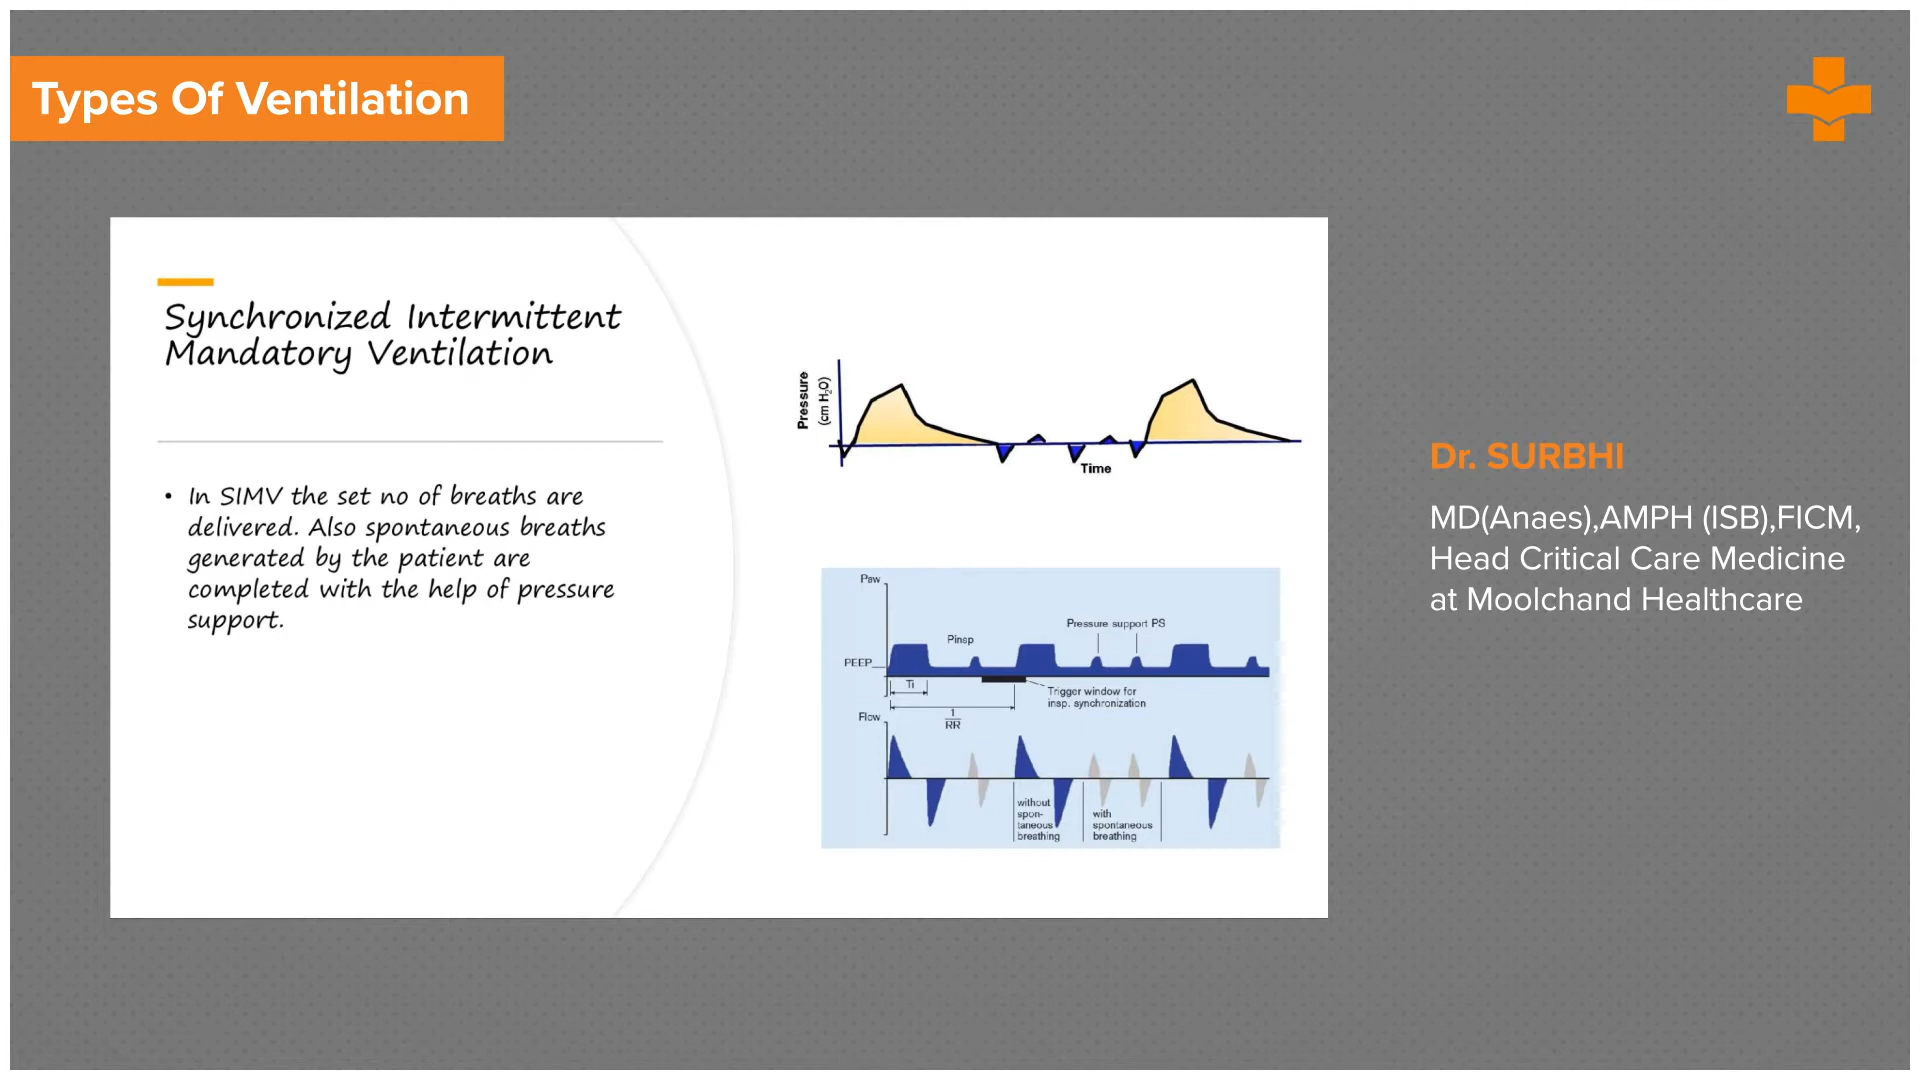 Types Of Ventilation
Synchronized Intermittent
Mandatory Ventilation
• In SIMV the set no of breaths are
delivered. Also spontaneous breaths
generated by the patient are
completed with the help of pressure
support.
Pressure
(cm H₂O)
Time
Paw
Pressure support PS
Pinsp
PEEP
Ti
Trigger window for
insp. synchronization
1
RR
Flow
without
spon-
taneous
breathing
with
spontaneous
breathing
Dr. SURBHI
MD(Anaes),AMPH (ISB),FICM,
Head Critical Care Medicine
at Moolchand Healthcare